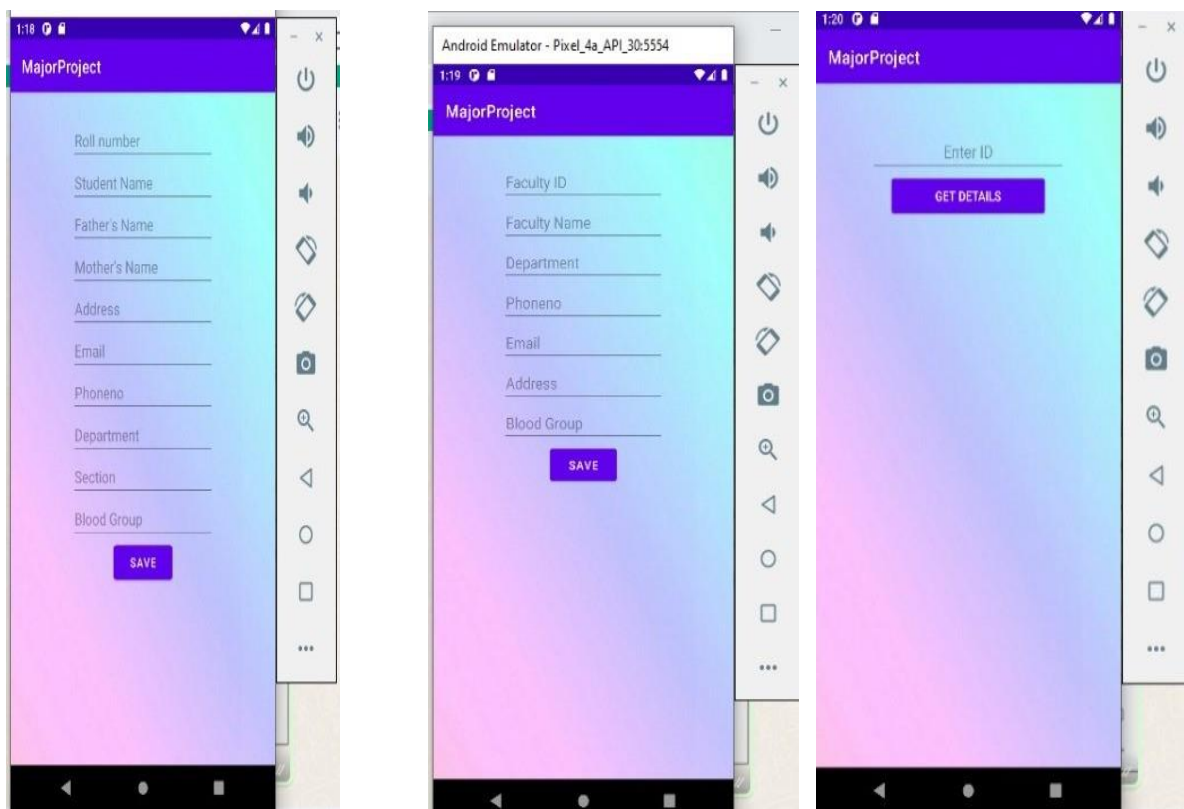 1:18
MajorProject
Roll number
Student Name
Father's Name
Mother's Name
Address
Email
Phoneno
Department
Section
Blood Group
SAVE
Android Emulator - Pixel_4a_API_30:5554
1:19
MajorProject
Faculty ID
Faculty Name
Department
Phoneno
Email
Address
Blood Group
SAVE
1:20
MajorProject
Enter ID
GET DETAILS